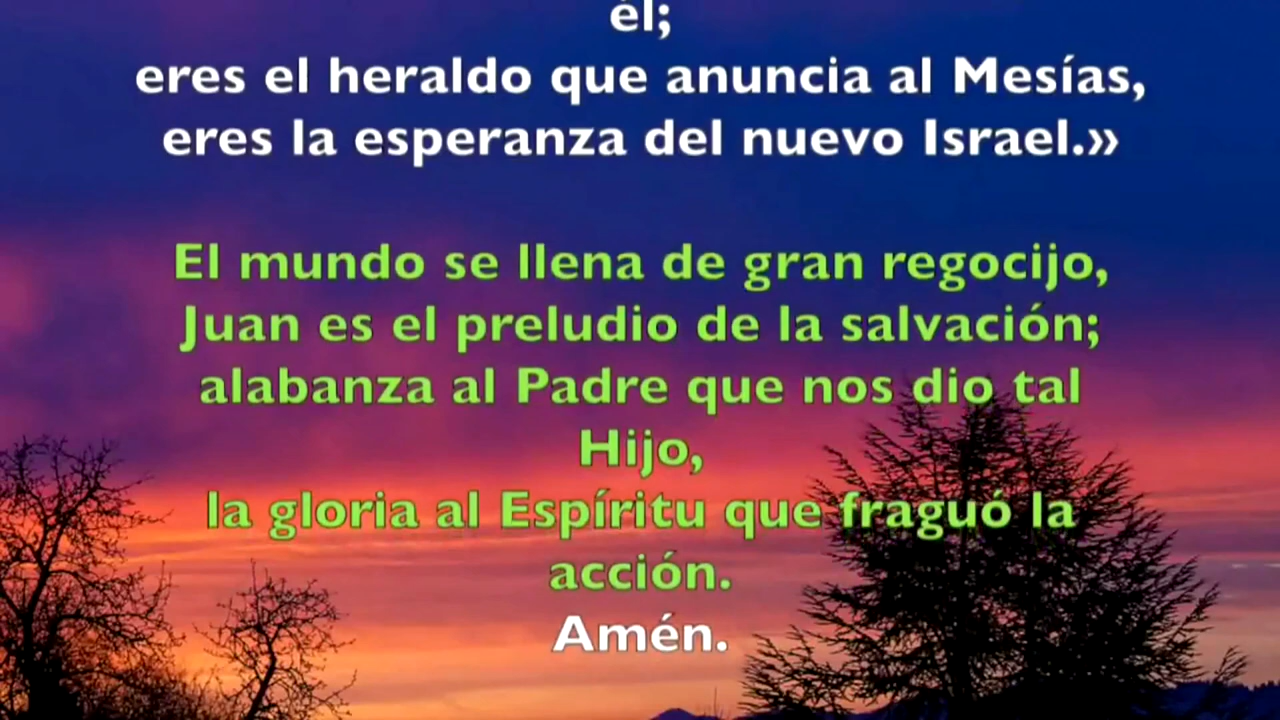 él;
eres el heraldo que anuncia al Mesías,
eres la esperanza del nuevo Israel.»
El mundo se llena de gran regocijo,
Juan es el preludio de la salvación;
alabanza al Padre que nos dio tal
Hijo,
la gloria al Espíritu que fraguó la
acción.
Amén.